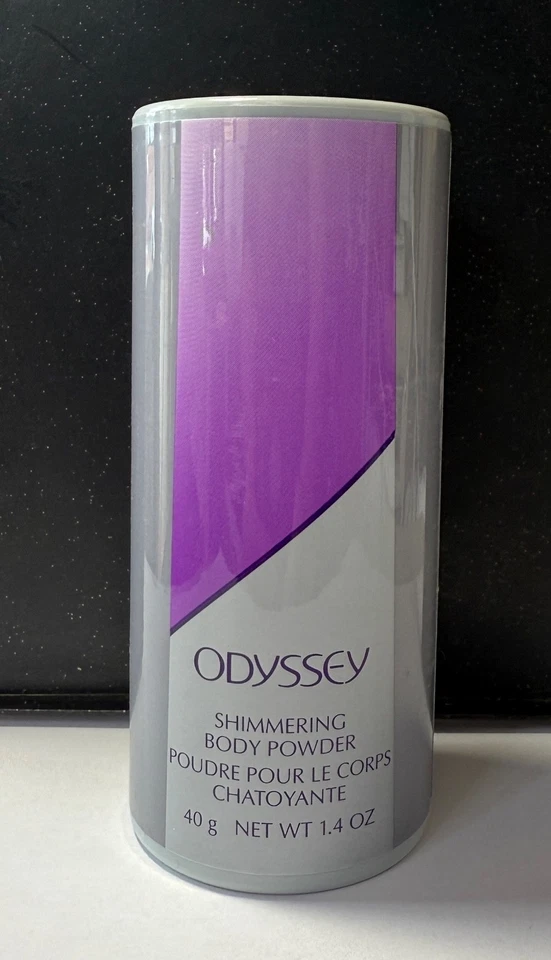 ODYSSEY
SHIMMERING
BODY POWDER
POUDRE POUR LE CORPS
CHATOYANTE
40 g NET WT 1.4 OZ